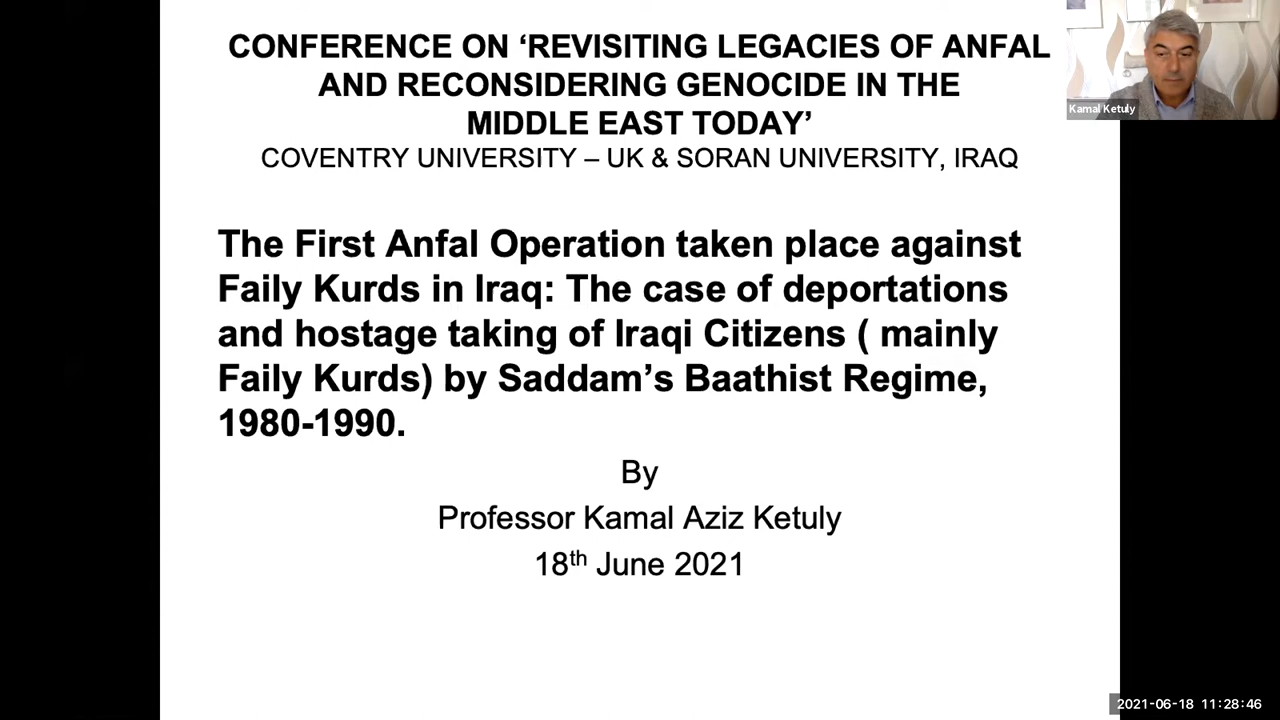 CONFERENCE ON ‘REVISITING LEGACIES OF ANFAL
AND RECONSIDERING GENOCIDE IN THE
MIDDLE EAST TODAY’
COVENTRY UNIVERSITY – UK & SORAN UNIVERSITY, IRAQ
Kamal Ketuly
The First Anfal Operation taken place against
Faily Kurds in Iraq: The case of deportations
and hostage taking of Iraqi Citizens ( mainly
Faily Kurds) by Saddam’s Baathist Regime,
1980-1990.
By
Professor Kamal Aziz Ketuly
18th June 2021
2021-06-18 11:28:46